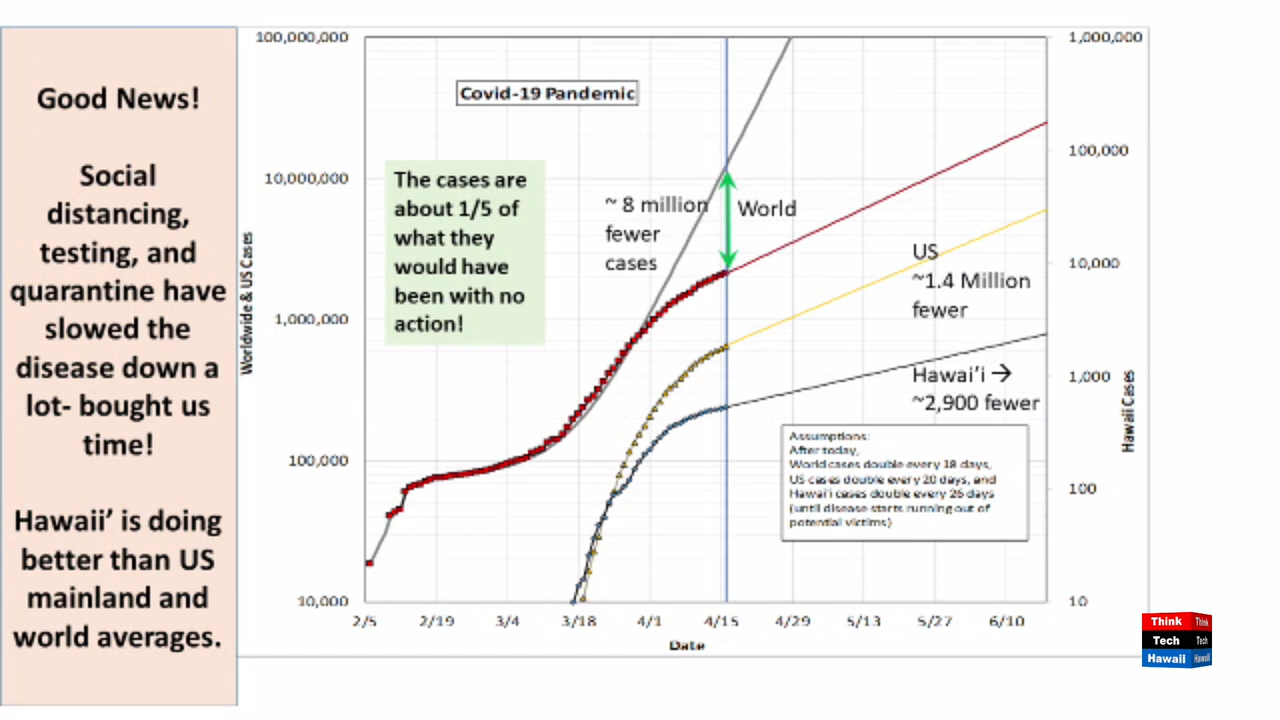 Good News!
Social
distancing,
testing, and
quarantine have
slowed the
disease down a
lot- bought us
time!
Hawaii’ is doing
better than US
mainland and
world averages.
Covid-19 Pandemic
The cases are
about 1/5 of
what they
would have
been with no
action!
~ 8 million
fewer
cases
World
US
~1.4 Million
fewer
Hawai’i →
~2,900 fewer
Assumptions:
After today,
World cases double every 18 days,
US cases double every 20 days, and
Hawai'i cases double every 26 days
(until disease starts running out of
potential victims)
Worldwide & US Cases
100,000,000
10,000,000
1,000,000
100,000
10,000
1,000,000
100,000
10,000
1,000
100
10
Hawaii Cases
2/5 2/19 3/4 3/18 4/1 4/15 4/29 5/13 5/27 6/10
Date
Think Think
Tech Tech
Hawaii Hawaii